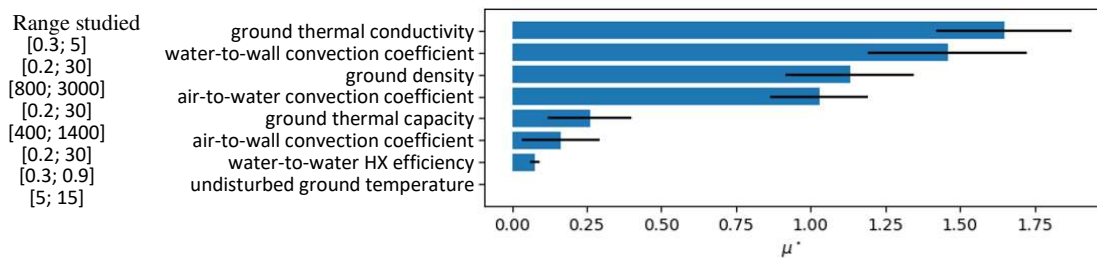 Range studied
[0.3; 5]
[0.2; 30]
[800; 3000]
[0.2; 30]
[400; 1400]
[0.2; 30]
[0.3; 0.9]
[5; 15]
ground thermal conductivity
water-to-wall convection coefficient
ground density
air-to-water convection coefficient
ground thermal capacity
air-to-wall convection coefficient
water-to-water HX efficiency
undisturbed ground temperature
0.00 0.25 0.50 0.75 1.00 1.25 1.50 1.75
μ*